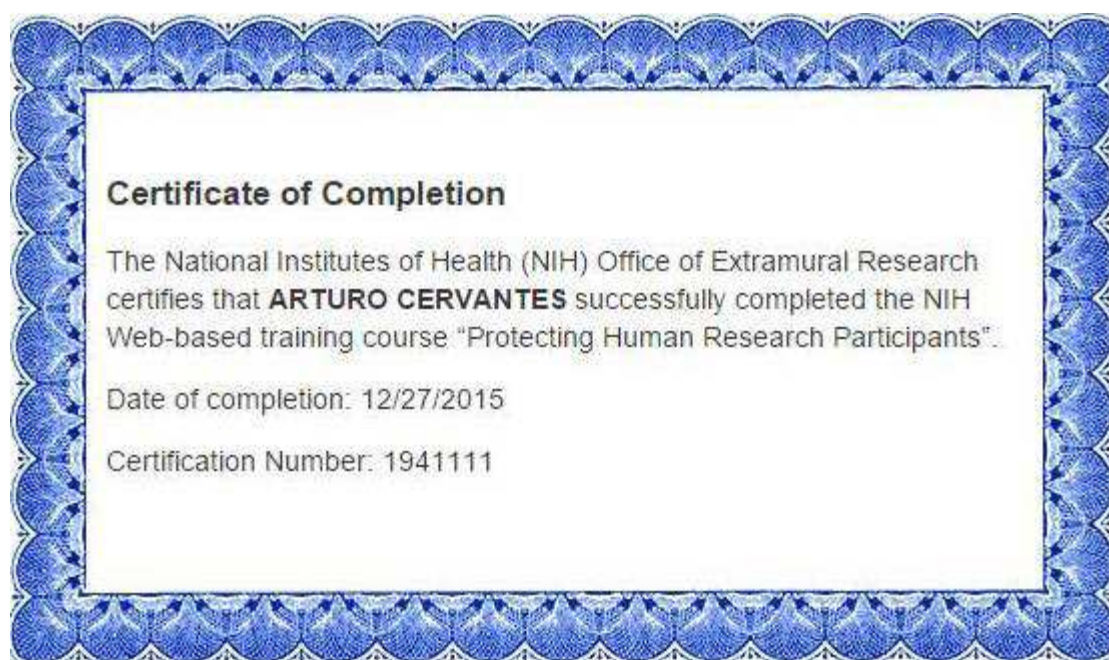 Certificate of Completion
The National Institutes of Health (NIH) Office of Extramural Research
certifies that ARTURO CERVANTES successfully completed the NIH
Web-based training course “Protecting Human Research Participants”.
Date of completion: 12/27/2015
Certification Number: 1941111